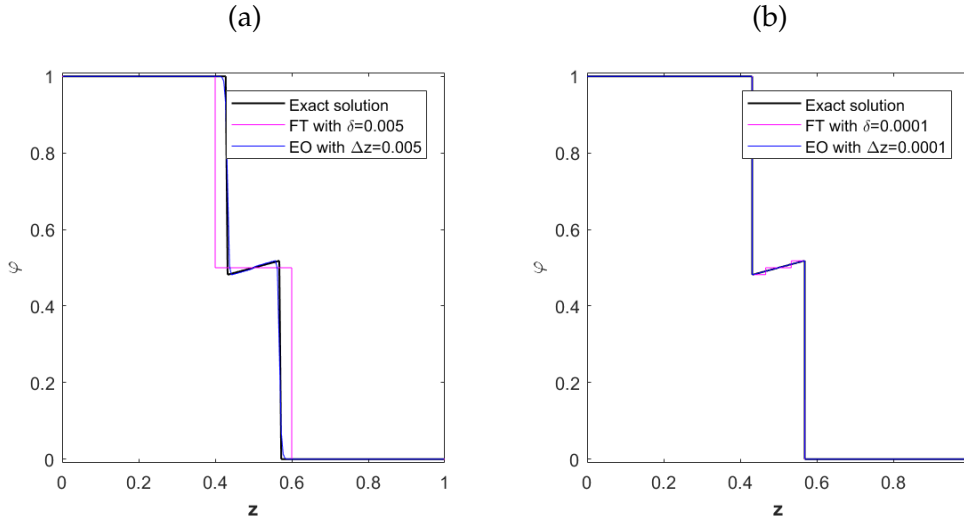 (a)
1
0.8
0.6
0.4
0.2
0
φ
0
0.2
0.4
0.6
0.8
1
z
Exact solution
FT with δ=0.005
EO with Δz=0.005
(b)
1
0.8
0.6
0.4
0.2
0
φ
0
0.2
0.4
0.6
0.8
z
Exact solution
FT with δ=0.0001
EO with Δz=0.0001